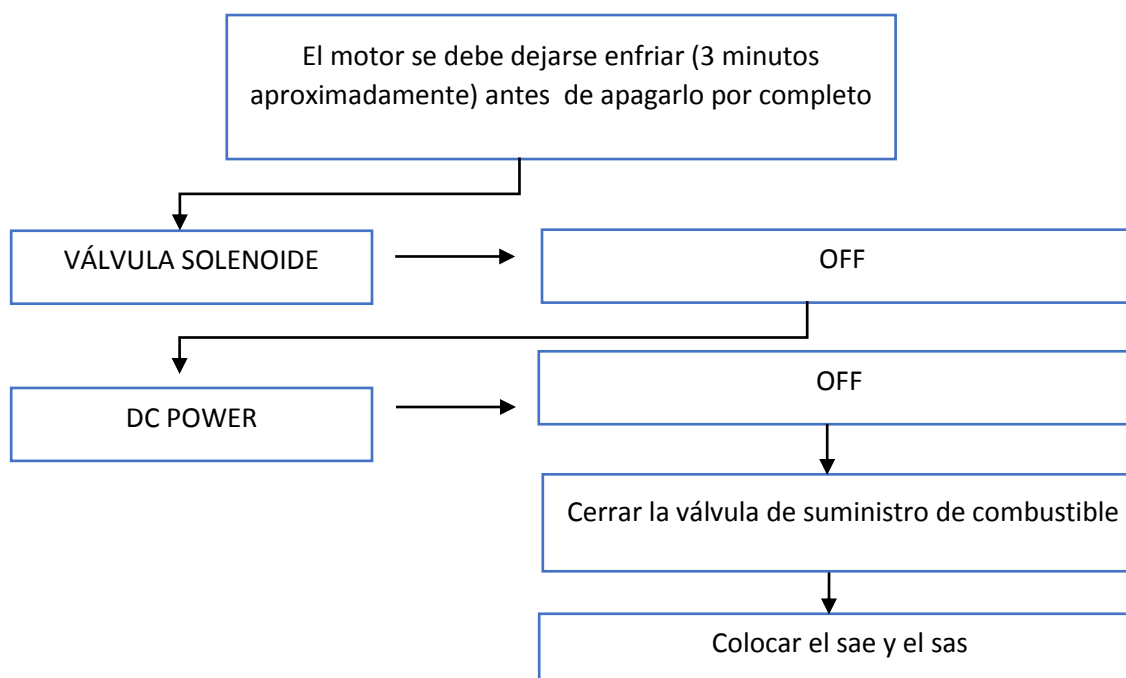 El motor se debe dejarse enfriar (3 minutos
aproximadamente) antes de apagarlo por completo
VÁLVULA SOLENOIDE
OFF
DC POWER
OFF
Cerrar la válvula de suministro de combustible
Colocar el sae y el sas